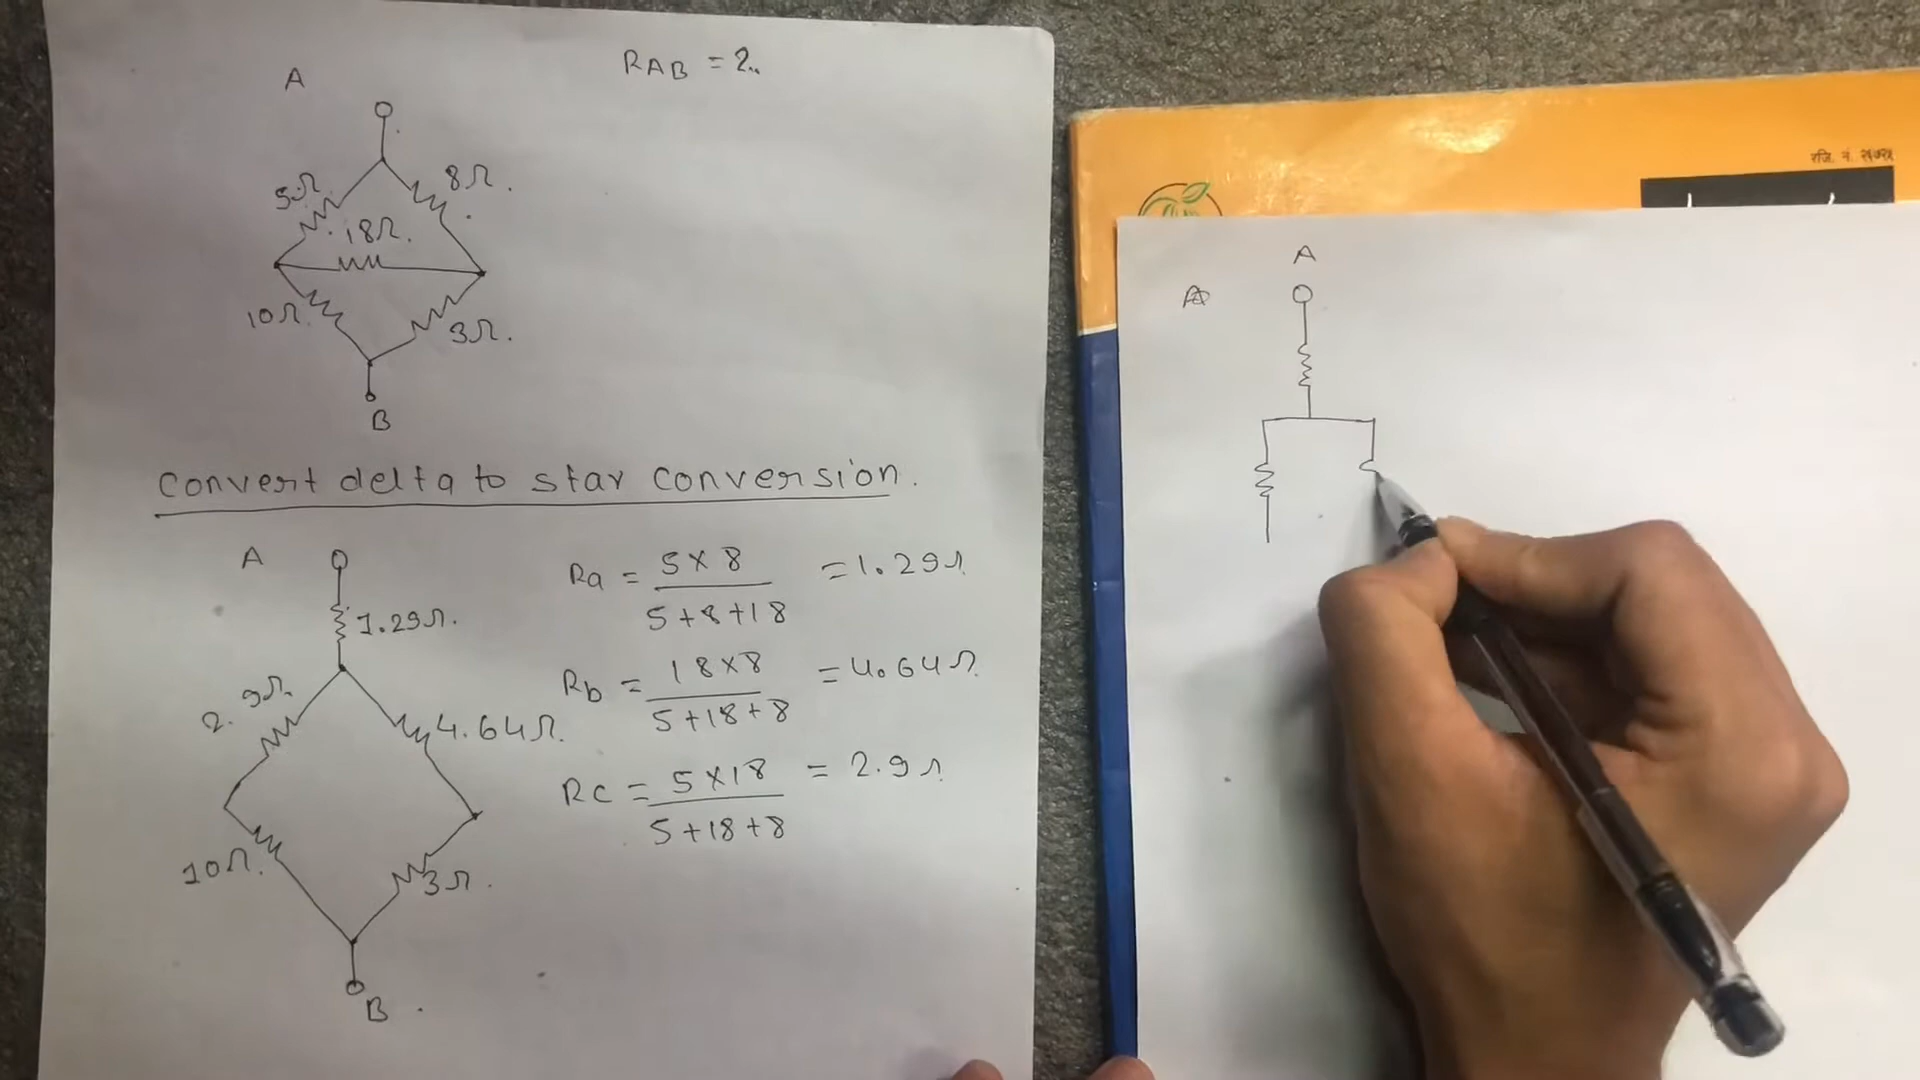 RAB = 2..
A
5Ω
8Ω.
18Ω.
10Ω.
3Ω.
B
Convert delta to star conversion.
A
1.29Ω.
2.9Ω
4.64Ω.
10Ω.
3Ω.
B
Ra = 5×8 / 5+8+18 = 1.29Ω
Rb = 18×8 / 5+18+8 = 4.64Ω
Rc = 5×18 / 5+18+8 = 2.9Ω
रजि. नं.
A